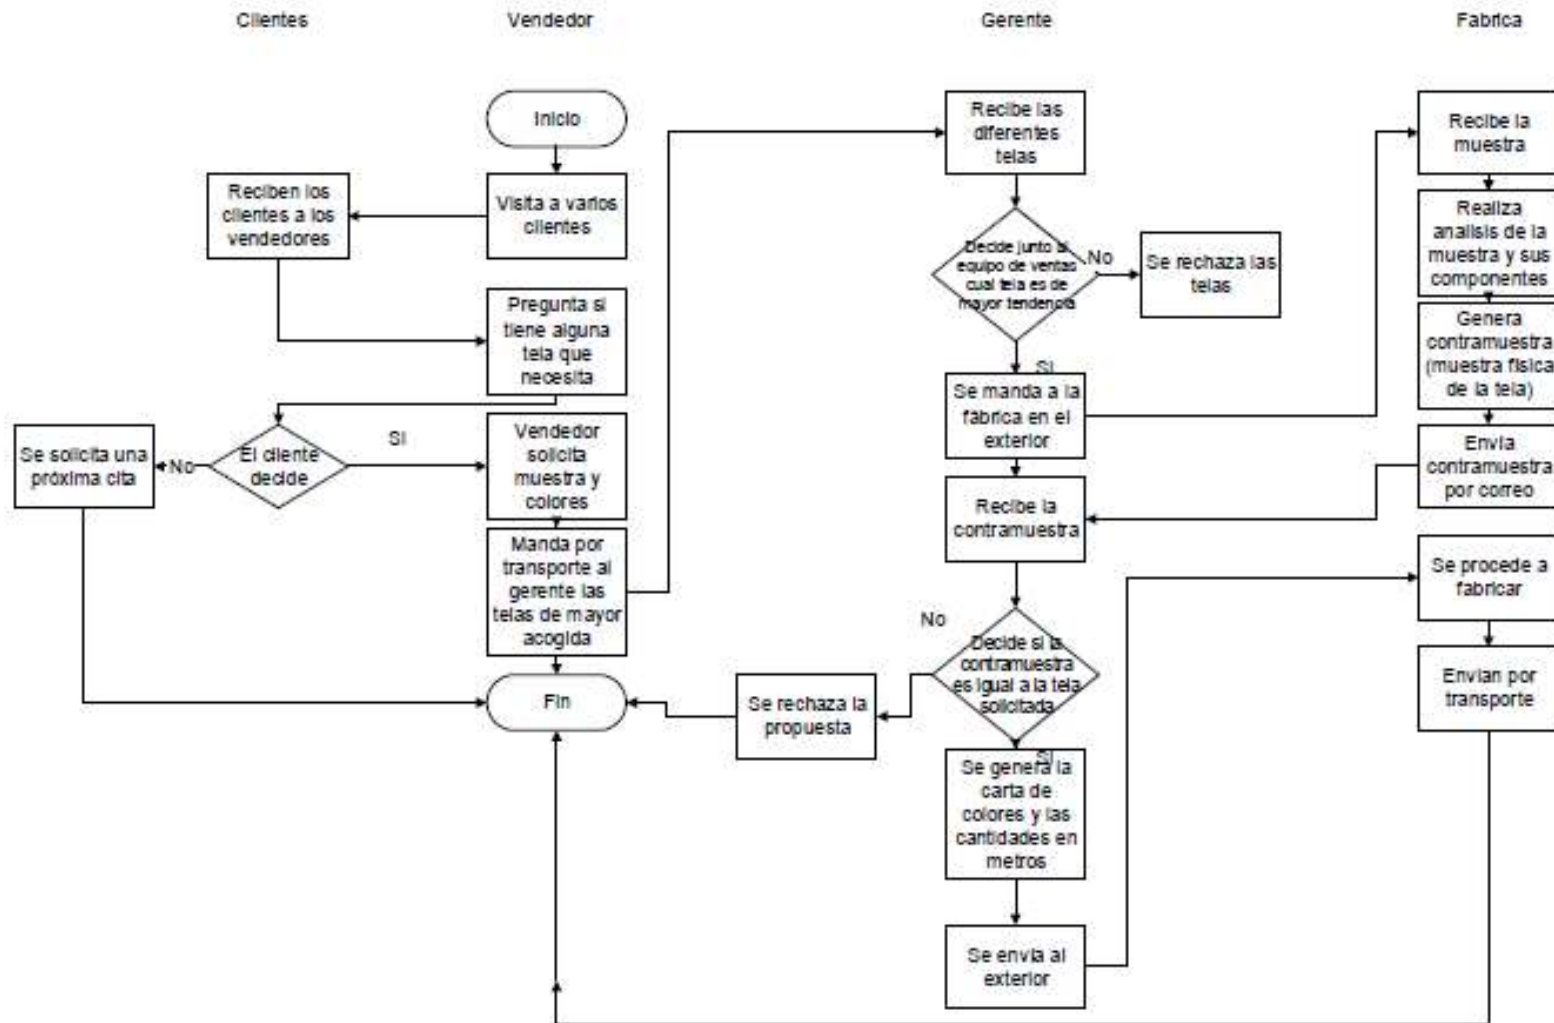 Clientes
Vendedor
Gerente
Fabrica
Inicio
Visita a varios
clientes
Reciben los
clientes a los
vendedores
Pregunta si
tiene alguna
tela que
necesita
El cliente
decide
No
Se solicita una
próxima cita
SI
Vendedor
solicita
muestra y
colores
Manda por
transporte al
gerente las
telas de mayor
acogida
Fin
Recibe las
diferentes
telas
Decide junto al
equipo de ventas
cual tela es de
mayor tendencia
No
Se rechaza las
telas
SI
Se manda a la
fábrica en el
exterior
Recibe la
contramuestra
Decide si la
contramuestra
es igual a la tela
solicitada
No
Se rechaza la
propuesta
SI
Se genera la
carta de
colores y las
cantidades en
metros
Se envia al
exterior
Recibe la
muestra
Realiza
analisis de la
muestra y sus
componentes
Genera
contramuestra
(muestra fisica
de la tela)
Envia
contramuestra
por correo
Se procede a
fabricar
Envian por
transporte